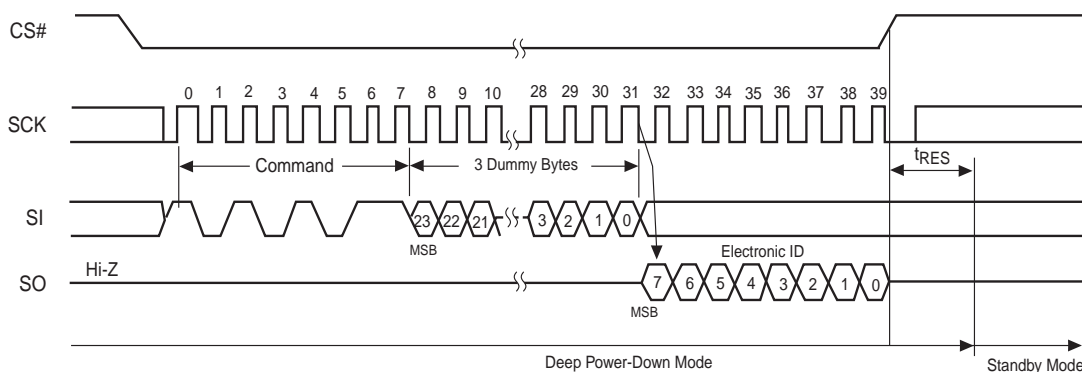 CS#
0 1 2 3 4 5 6 7 8 9 10 28 29 30 31 32 33 34 35 36 37 38 39
SCK
Command
3 Dummy Bytes
tRES
SI
23 22 21 3 2 1 0
MSB
Electronic ID
Hi-Z
SO
7 6 5 4 3 2 1 0
MSB
Deep Power-Down Mode
Standby Mode